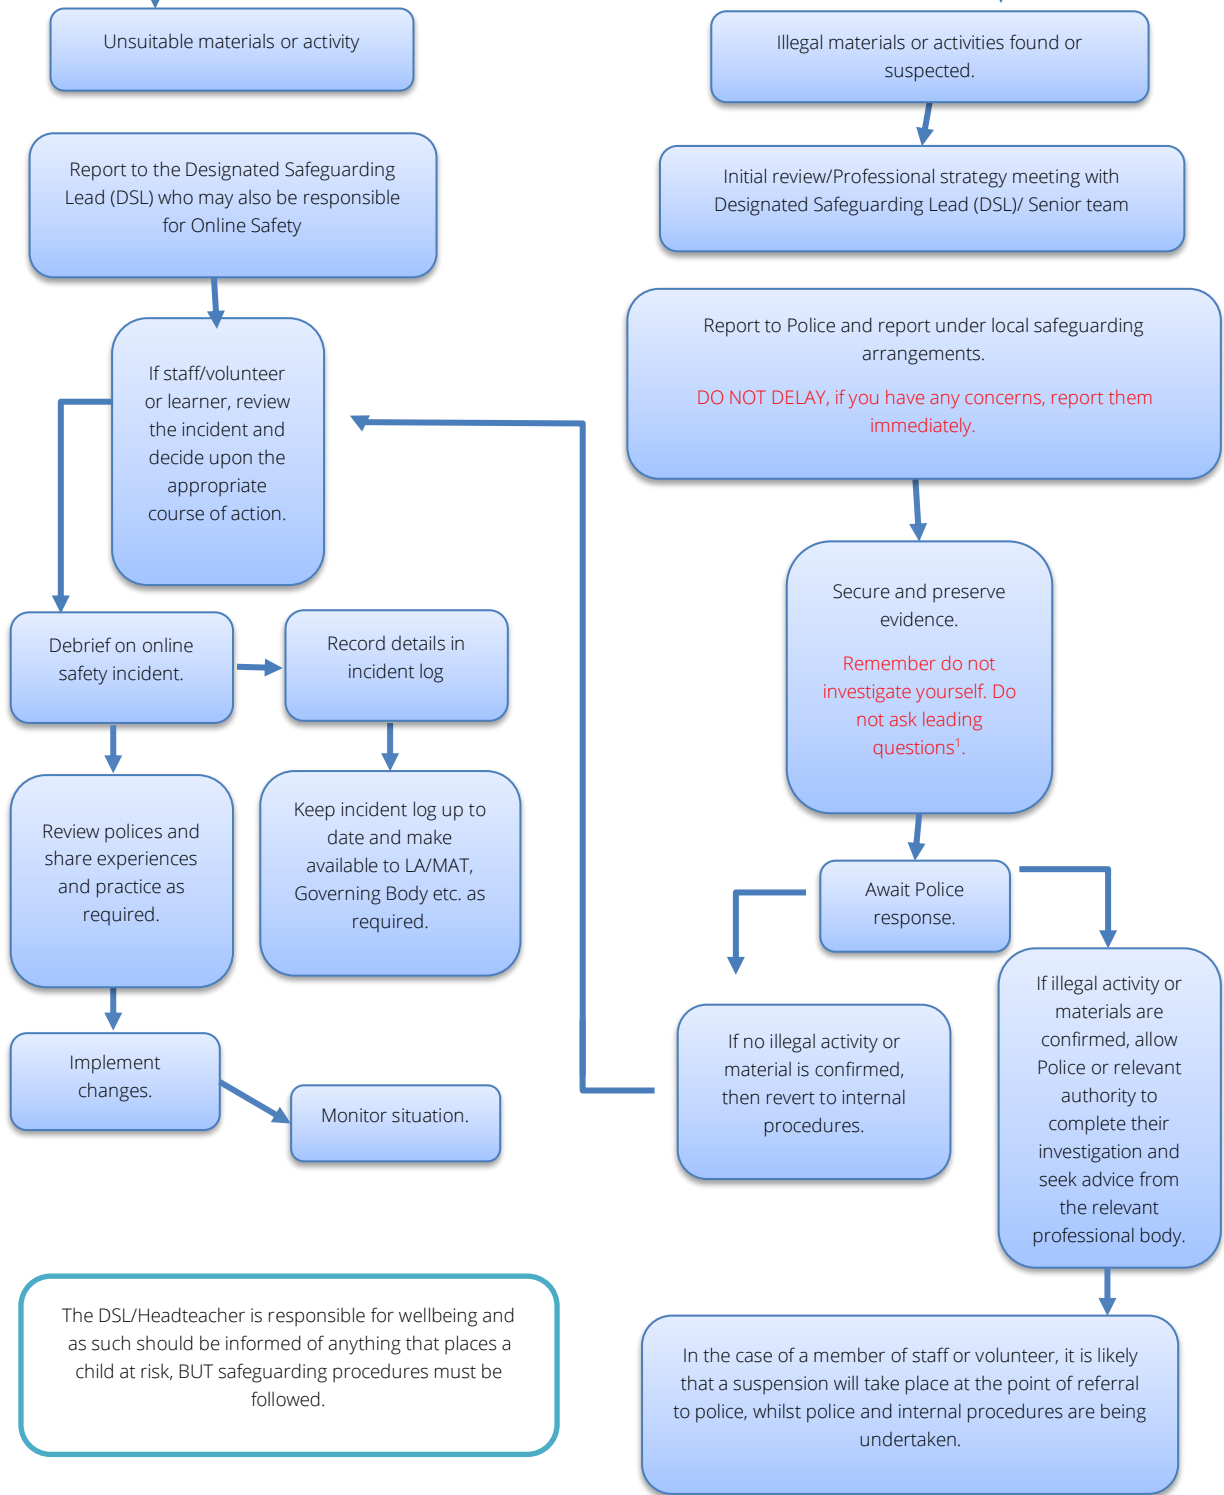 Unsuitable materials or activity
Report to the Designated Safeguarding
Lead (DSL) who may also be responsible
for Online Safety
If staff/volunteer
or learner, review
the incident and
decide upon the
appropriate
course of action.
Debrief on online
safety incident.
Record details in
incident log
Review polices and
share experiences
and practice as
required.
Keep incident log up to
date and make
available to LA/MAT,
Governing Body etc. as
required.
Implement
changes.
Monitor situation.
The DSL/Headteacher is responsible for wellbeing and
as such should be informed of anything that places a
child at risk, BUT safeguarding procedures must be
followed.
Illegal materials or activities found or
suspected.
Initial review/Professional strategy meeting with
Designated Safeguarding Lead (DSL)/ Senior team
Report to Police and report under local safeguarding
arrangements.
DO NOT DELAY, if you have any concerns, report them
immediately.
Secure and preserve
evidence.
Remember do not
investigate yourself. Do
not ask leading
questions¹.
Await Police
response.
If no illegal activity or
material is confirmed,
then revert to internal
procedures.
If illegal activity or
materials are
confirmed, allow
Police or relevant
authority to
complete their
investigation and
seek advice from
the relevant
professional body.
In the case of a member of staff or volunteer, it is likely
that a suspension will take place at the point of referral
to police, whilst police and internal procedures are being
undertaken.